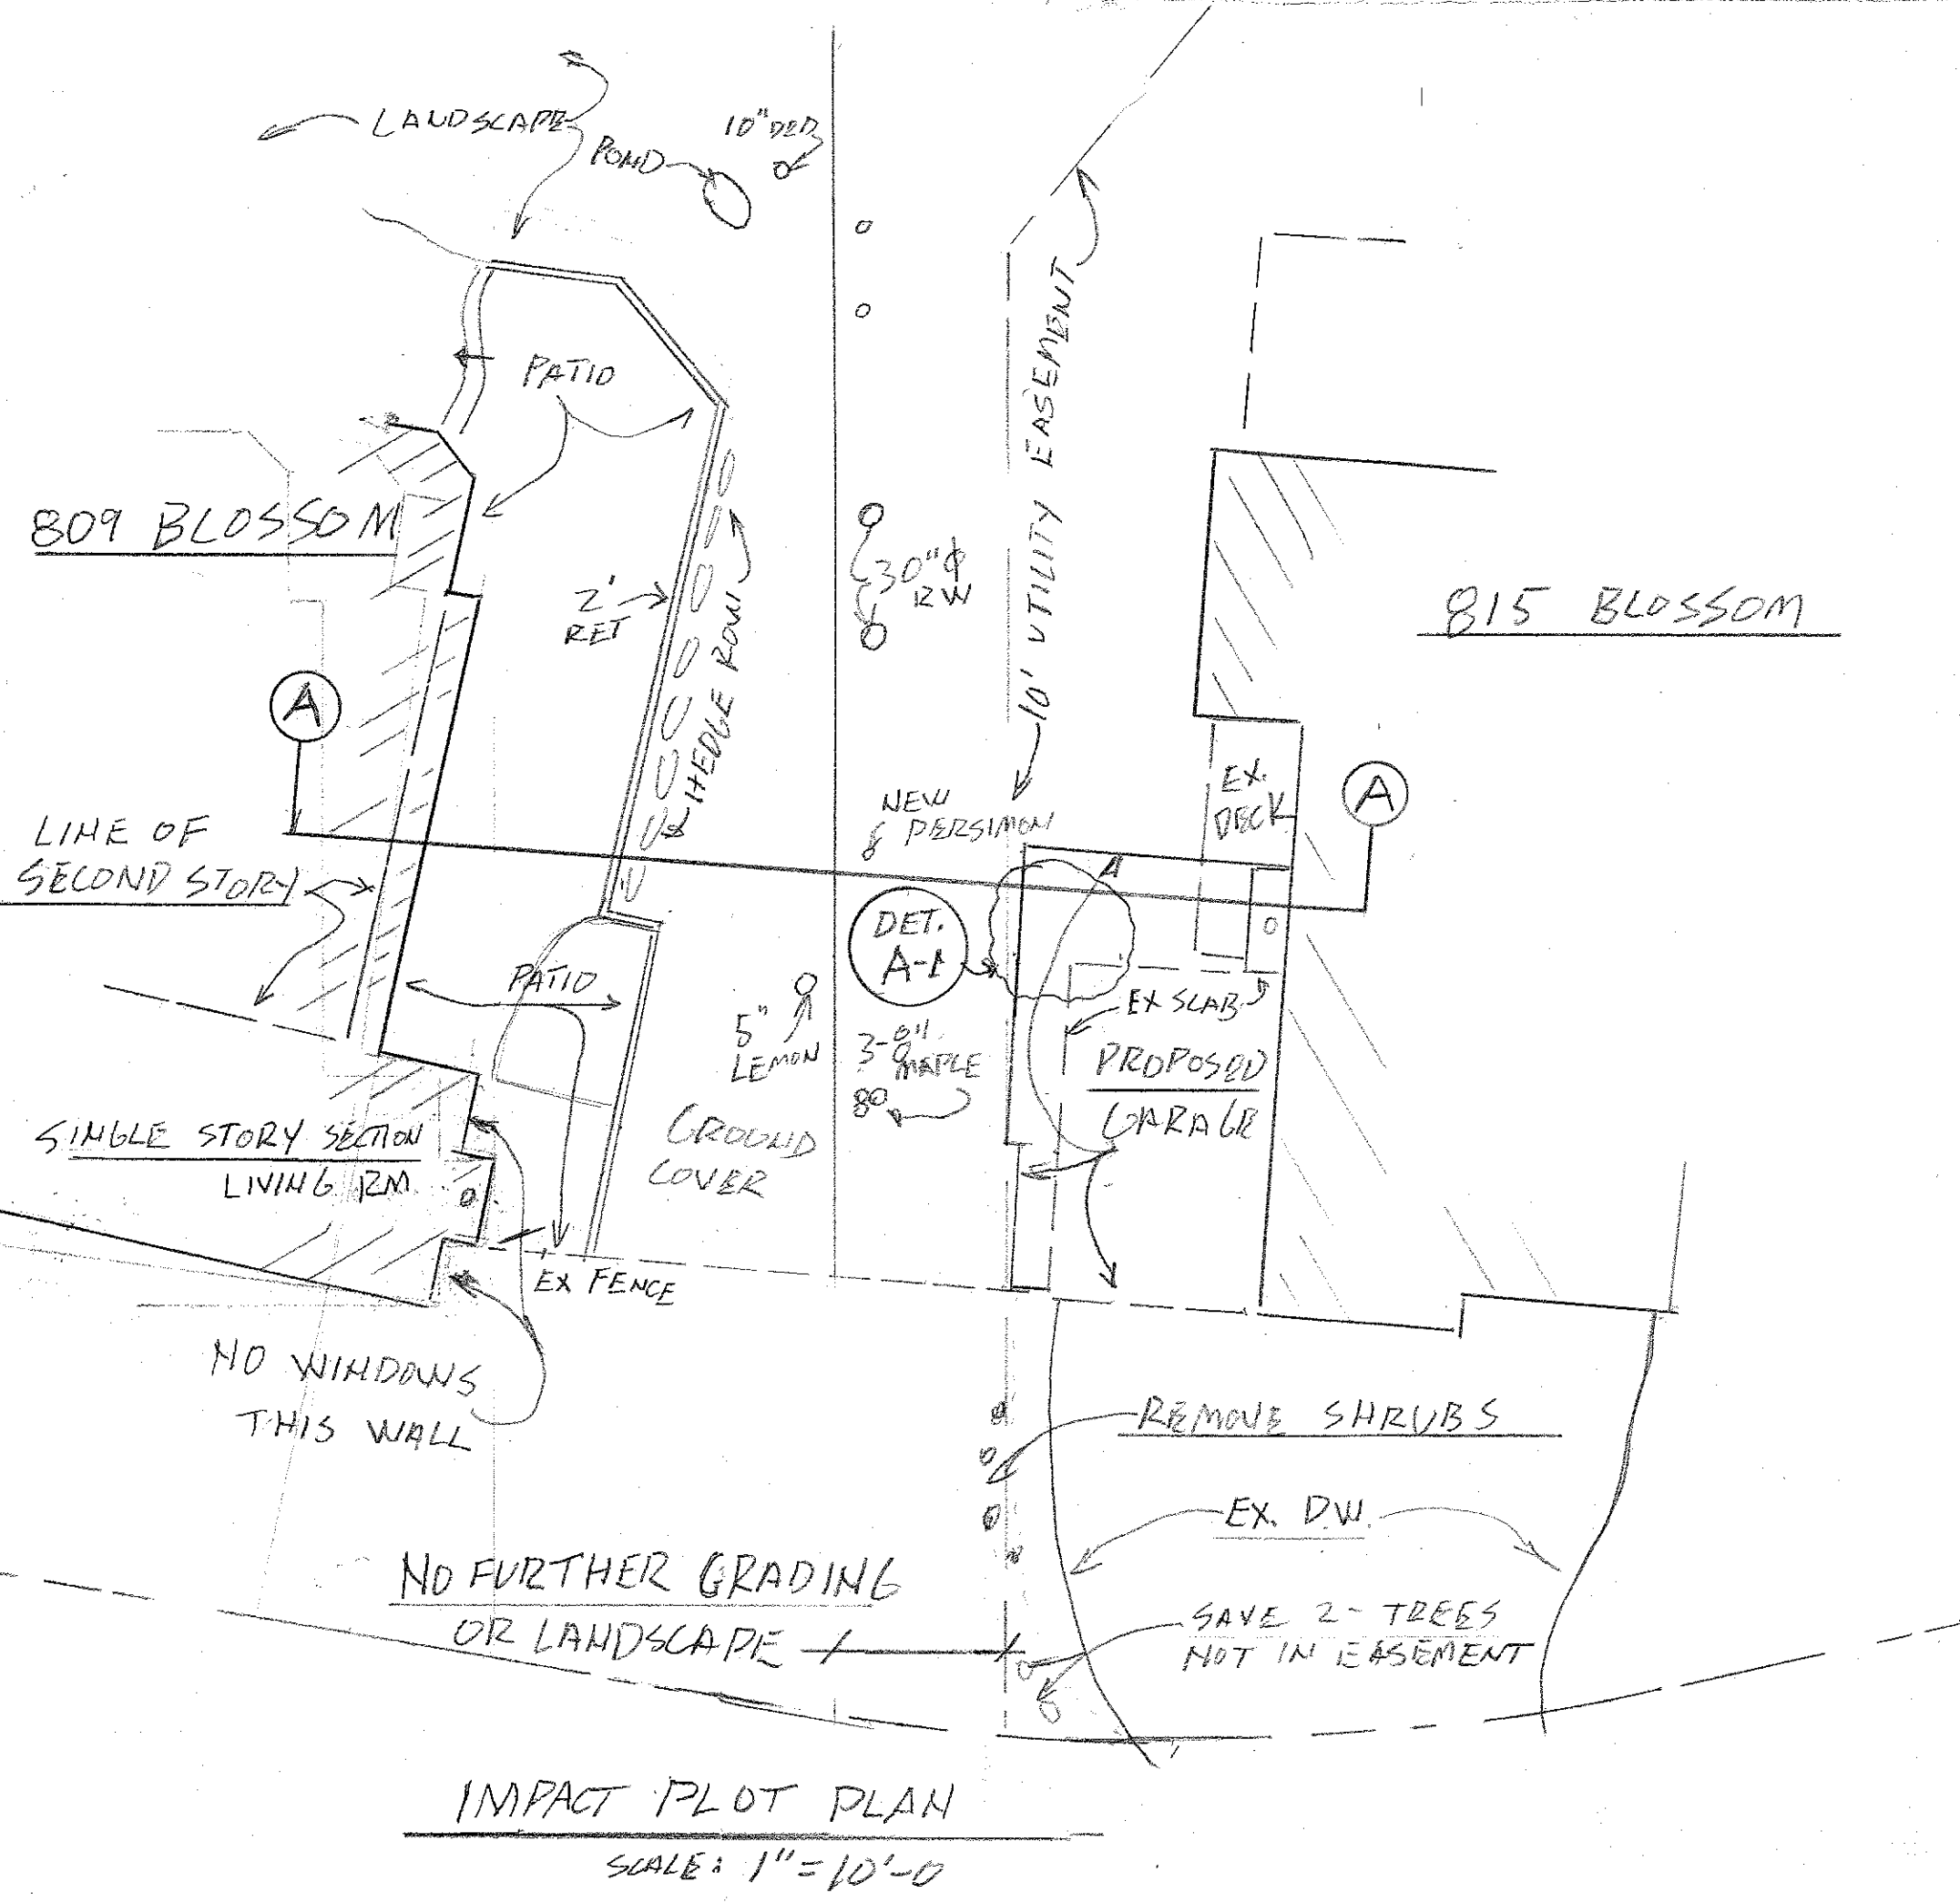 LANDSCAPE
POND
10" DED.
PATIO
10' UTILITY EASEMENT
809 BLOSSOM
30" φ
RW
2'
RET
HEDGE ROW
815 BLOSSOM
A
A
EX.
DECK
NEW
8 PERSIMON
LINE OF
SECOND STORY
A
DET.
A-1
PATIO
EX SLAB
5"
LEMON
3-8"
MAPLE
PROPOSED
GARAGE
GROUND
COVER
SINGLE STORY SECTION
LIVING RM.
EX FENCE
NO WINDOWS
THIS WALL
REMOVE SHRUBS
EX. D.W.
NO FURTHER GRADING
OR LANDSCAPE
SAVE 2- TREES
NOT IN EASEMENT
IMPACT PLOT PLAN
SCALE: 1" = 10'-0